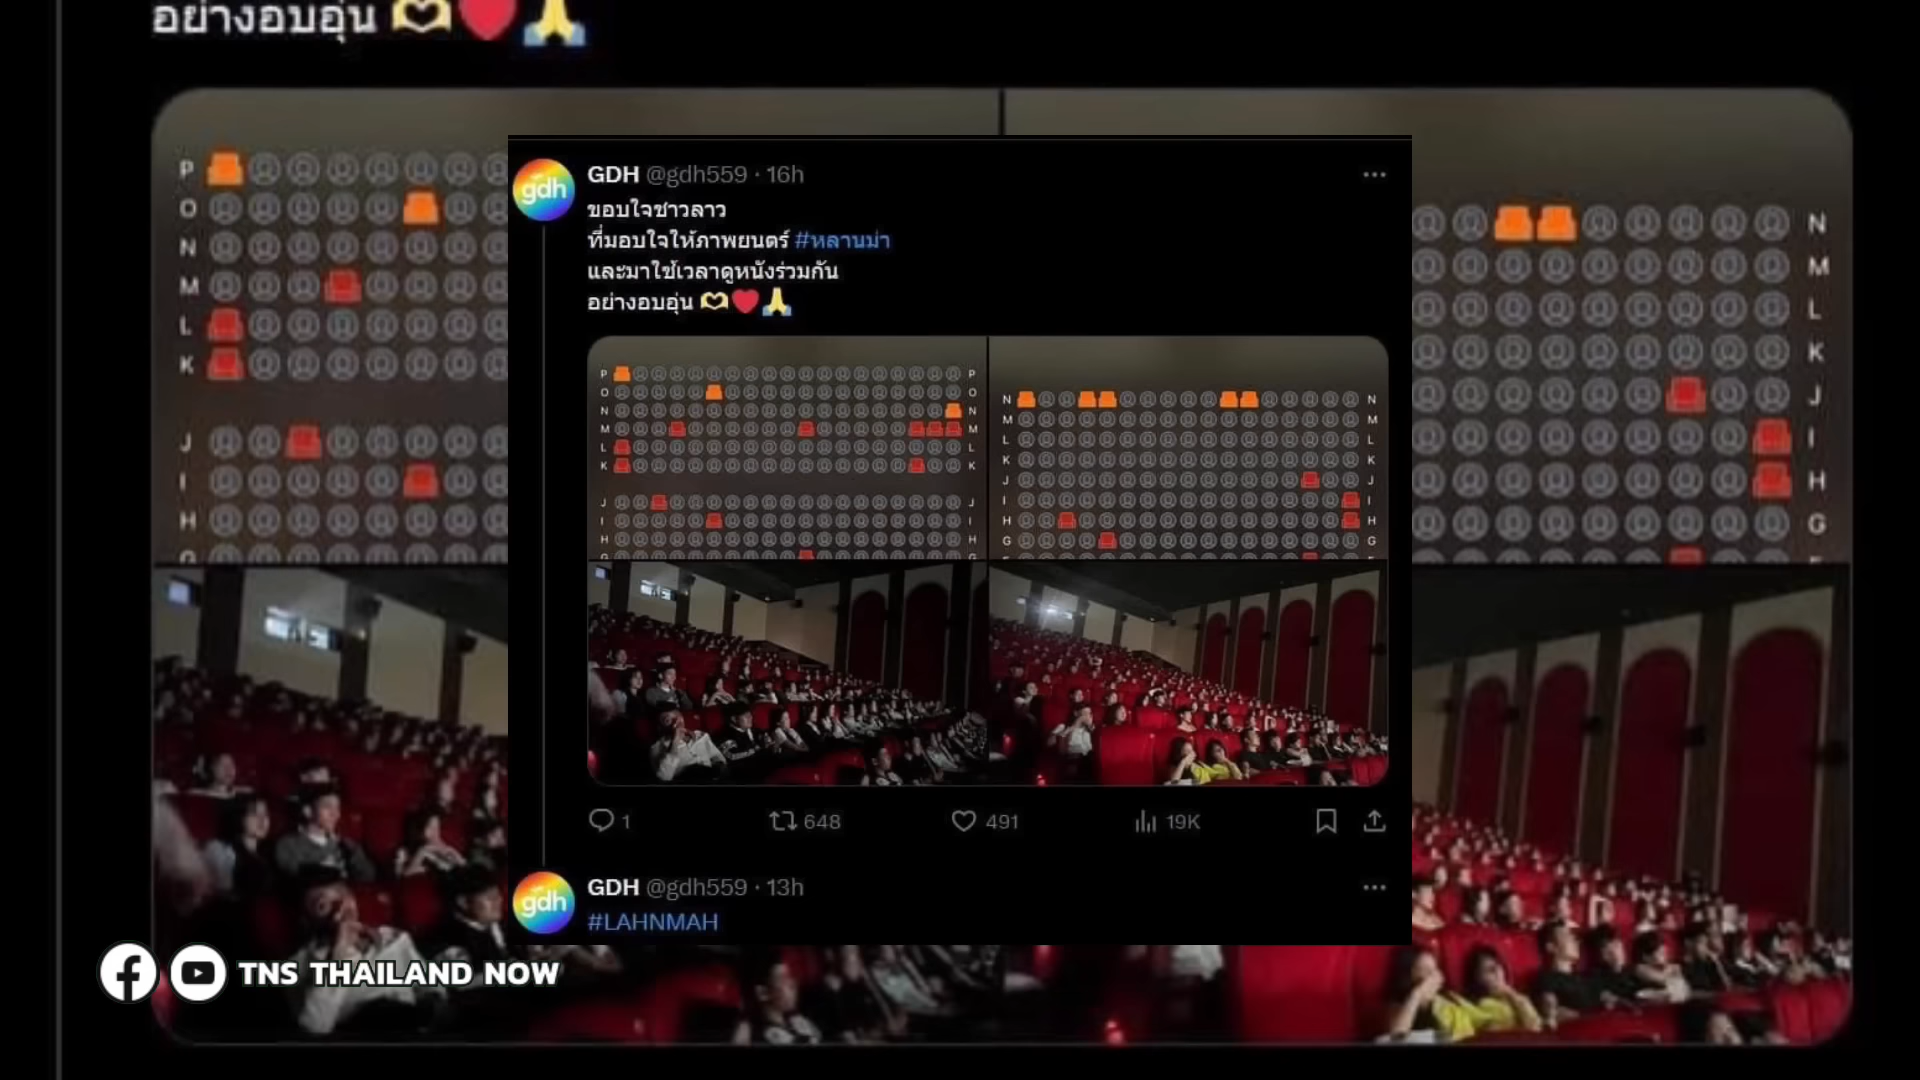 อย่างอบอุ่น 🫶❤️🙏
P
O
N
M
L
K
J
I
H
G
N
M
L
K
J
I
H
G
F
gdh
GDH @gdh559 · 16h
ขอบใจชาวลาว
ที่มอบใจให้ภาพยนตร์ #หลานม่า
และมาใช้เวลาดูหนังร่วมกัน
อย่างอบอุ่น 🫶❤️🙏
P P
O O
N N
M M
L L
K K
J J
I I
H H
G G
N N
M M
L L
K K
J J
I I
H H
G G
1 648 491 19K
gdh
GDH @gdh559 · 13h
#LAHNMAH
TNS THAILAND NOW